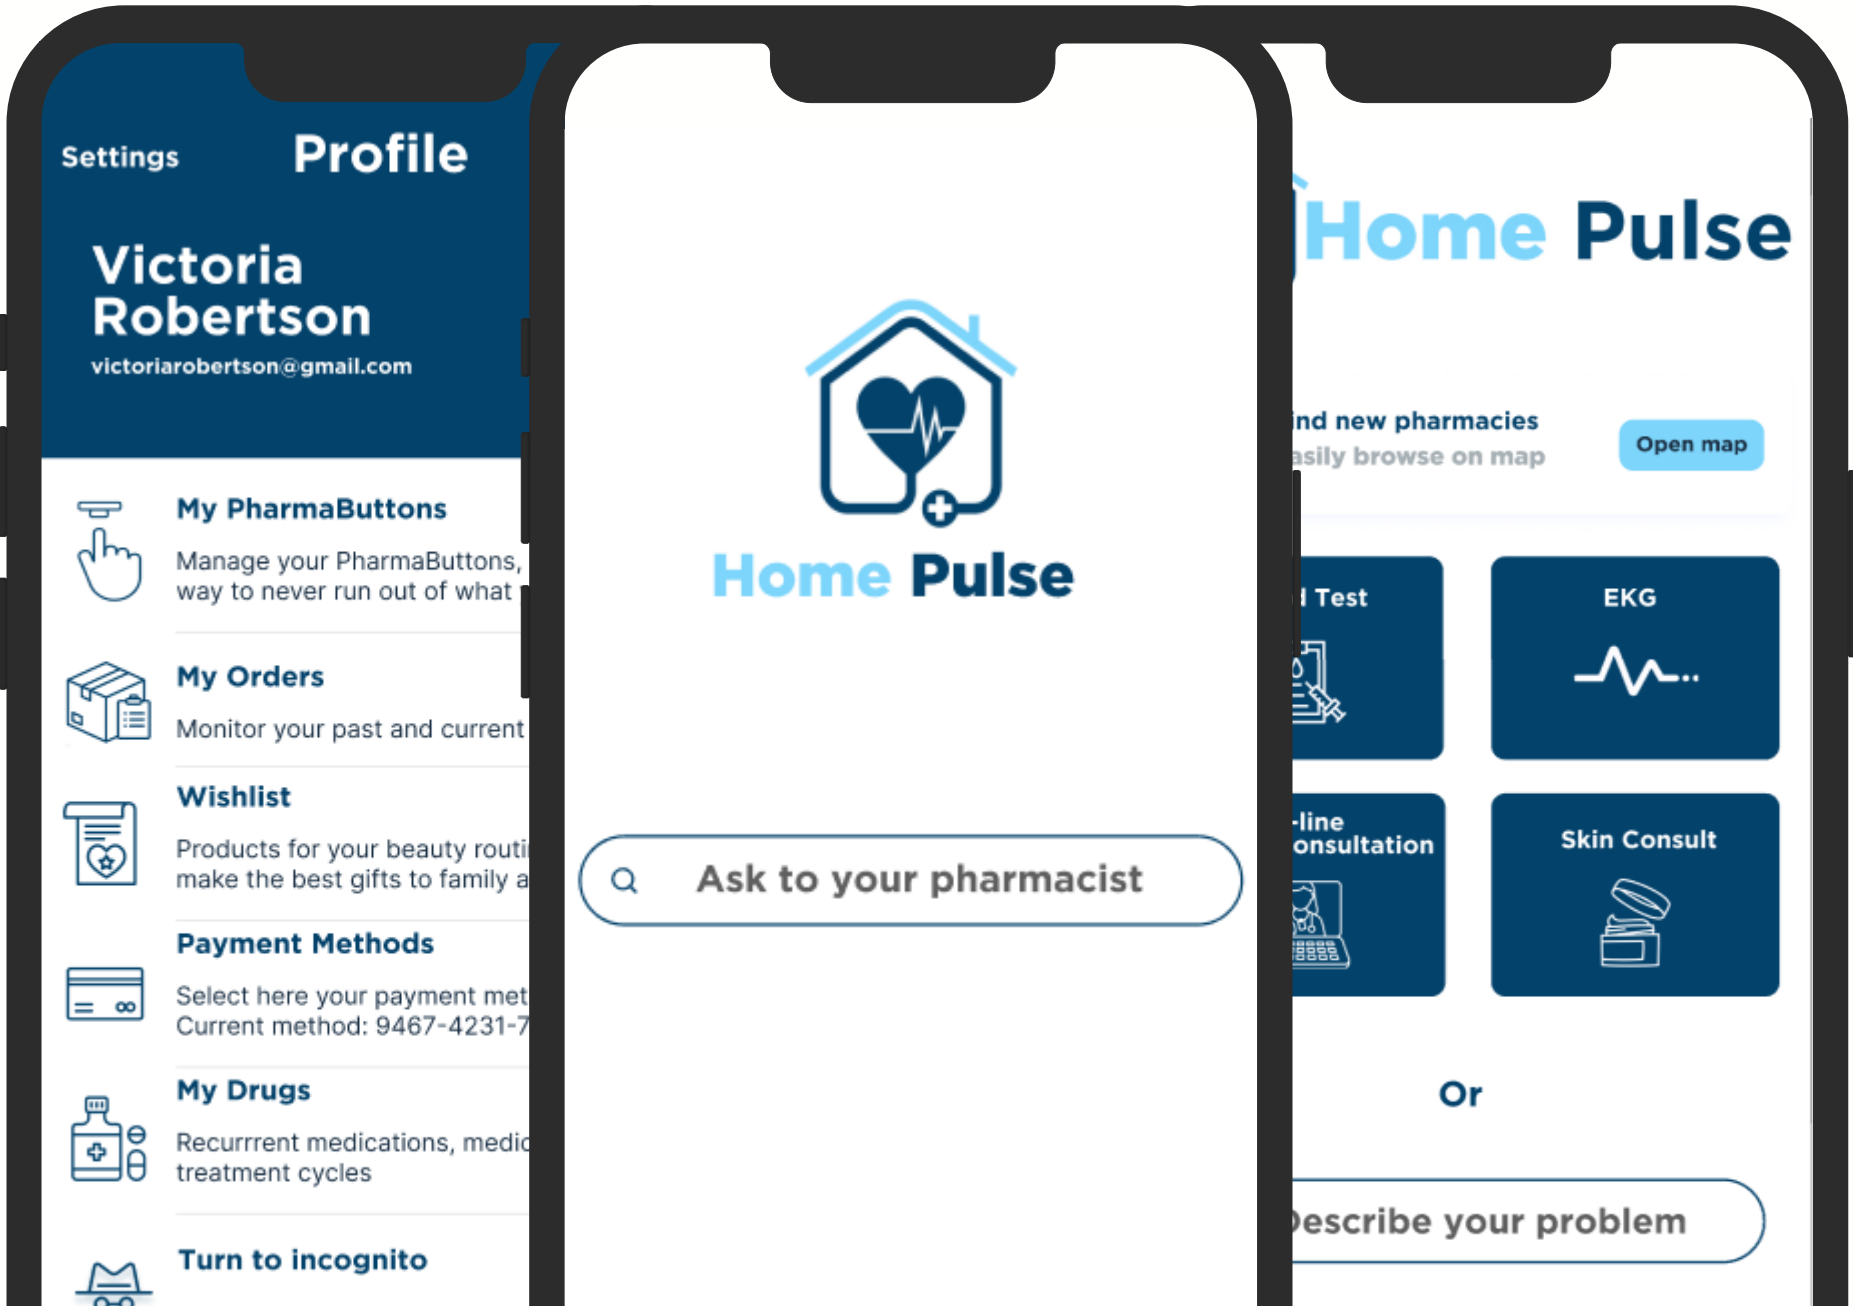 Settings
Profile
Victoria
Robertson
victoriarobertson@gmail.com
My PharmaButtons
Manage your PharmaButtons,
way to never run out of what
My Orders
Monitor your past and current
Wishlist
Products for your beauty routi
make the best gifts to family a
Payment Methods
Select here your payment met
Current method: 9467-4231-7
My Drugs
Recurrrent medications, medic
treatment cycles
Turn to incognito
Home Pulse
Ask to your pharmacist
Home Pulse
ind new pharmacies
asily browse on map
Open map
d Test
EKG
-line
onsultation
Skin Consult
Or
Describe your problem